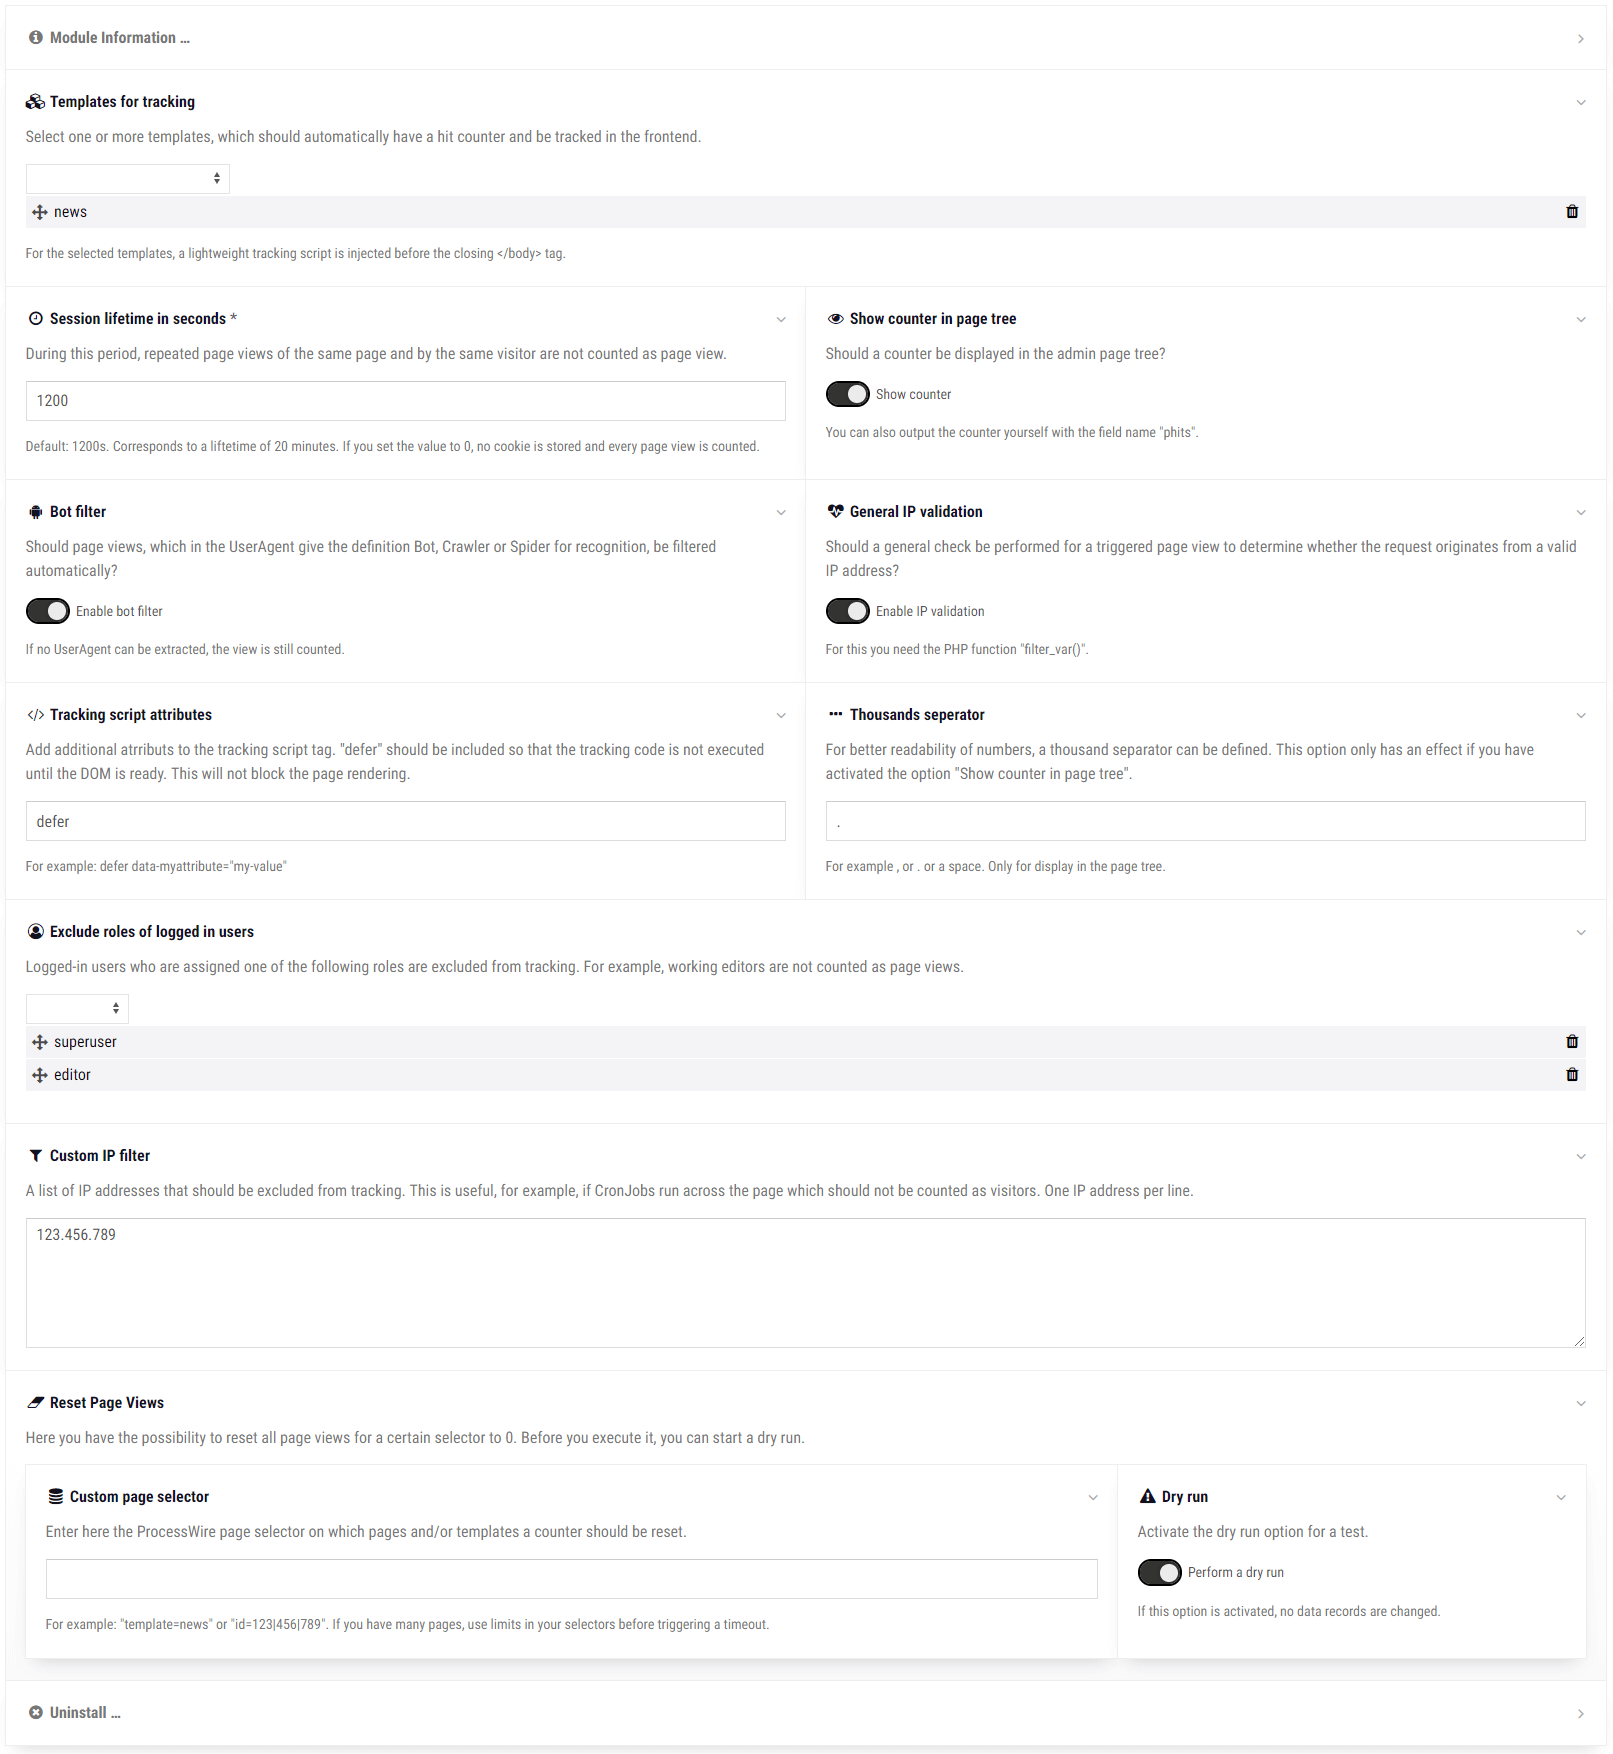 Module Information ...
Templates for tracking
Select one or more templates, which should automatically have a hit counter and be tracked in the frontend.
news
For the selected templates, a lightweight tracking script is injected before the closing </body> tag.
Session lifetime in seconds *
During this period, repeated page views of the same page and by the same visitor are not counted as page view.
1200
Default: 1200s. Corresponds to a liftetime of 20 minutes. If you set the value to 0, no cookie is stored and every page view is counted.
Show counter in page tree
Should a counter be displayed in the admin page tree?
Show counter
You can also output the counter yourself with the field name "phits".
Bot filter
Should page views, which in the UserAgent give the definition Bot, Crawler or Spider for recognition, be filtered
automatically?
Enable bot filter
If no UserAgent can be extracted, the view is still counted.
General IP validation
Should a general check be performed for a triggered page view to determine whether the request originates from a valid
IP address?
Enable IP validation
For this you need the PHP function "filter_var()".
Tracking script attributes
Add additional atrributs to the tracking script tag. "defer" should be included so that the tracking code is not executed
until the DOM is ready. This will not block the page rendering.
defer
For example: defer data-myattribute="my-value"
Thousands seperator
For better readability of numbers, a thousand separator can be defined. This option only has an effect if you have
activated the option "Show counter in page tree".
.
For example , or . or a space. Only for display in the page tree.
Exclude roles of logged in users
Logged-in users who are assigned one of the following roles are excluded from tracking. For example, working editors are not counted as page views.
superuser
editor
Custom IP filter
A list of IP addresses that should be excluded from tracking. This is useful, for example, if CronJobs run across the page which should not be counted as visitors. One IP address per line.
123.456.789
Reset Page Views
Here you have the possibility to reset all page views for a certain selector to 0. Before you execute it, you can start a dry run.
Custom page selector
Enter here the ProcessWire page selector on which pages and/or templates a counter should be reset.
For example: "template=news" or "id=123|456|789". If you have many pages, use limits in your selectors before triggering a timeout.
Dry run
Activate the dry run option for a test.
Perform a dry run
If this option is activated, no data records are changed.
Uninstall ...